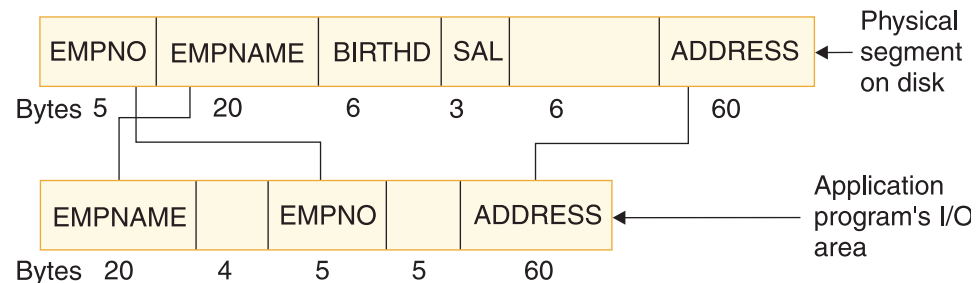 EMPNO EMPNAME BIRTHD SAL ADDRESS
Physical
segment
on disk
Bytes 5 20 6 3 6 60
EMPNAME EMPNO ADDRESS
Application
program's I/O
area
Bytes 20 4 5 5 60